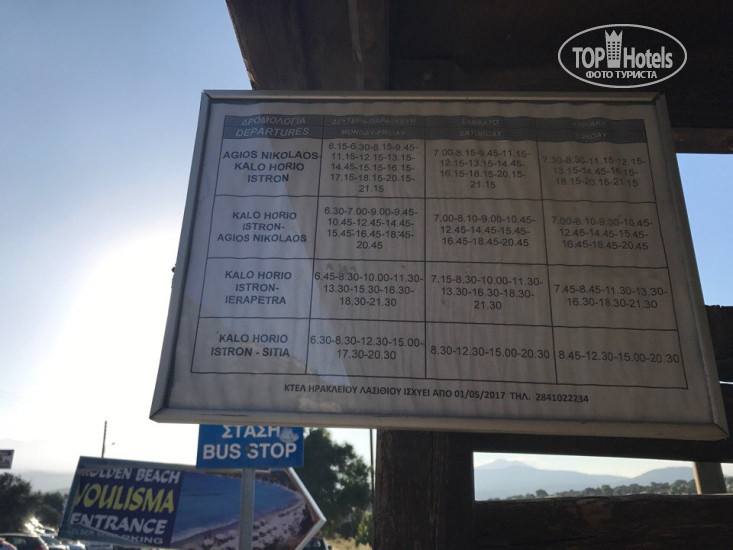 TOPHotels
ФОТО ТУРИСТА
ΔΡΟΜΟΛΟΓΙΑ
DEPARTURES
ΔΕΥΤΕΡΑ-ΠΑΡΑΣΚΕΥΗ
MONDAY-FRIDAY
ΣΑΒΒΑΤΟ
SATURDAY
ΚΥΡΙΑΚΗ
SUNDAY
AGIOS NIKOLAOS-
KALO HORIO
ISTRON
6.15-6.30-8.15-9.45-
11.15-12.15-13.15-
14.45-15.15-16.15-
17.15-18.15-20.15-
21.15
7.00-8.15-9.45-11.15-
12.15-13.15-14.45-
16.15-18.15-20.15-
21.15
7.30-8.30-11.15-12.15-
13.15-14.45-16.15-
18.15-20.15-21.15
KALO HORIO
ISTRON-
AGIOS NIKOLAOS
6.30-7.00-9.00-9.45-
10.45-12.45-14.45-
15.45-16.45-18.45-
20.45
7.00-8.10-9.00-10.45-
12.45-14.45-15.45-
16.45-18.45-20.45
7.00-8.10-9.00-10.45-
12.45-14.45-15.45-
16.45-18.45-20.45
KALO HORIO
ISTRON-
IERAPETRA
6.45-8.30-10.00-11.30-
13.30-15.30-16.30-
18.30-21.30
7.15-8.30-10.00-11.30-
13.30-16.30-18.30-
21.30
7.45-8.45-11.30-13.30-
16.30-18.30-21.30
KALO HORIO
ISTRON - SITIA
6.30-8.30-12.30-15.00-
17.30-20.30
8.30-12.30-15.00-20.30
8.45-12.30-15.00-20.30
ΚΤΕΛ ΗΡΑΚΛΕΙΟΥ ΛΑΣΙΘΙΟΥ ΙΣΧΥΕΙ ΑΠΟ 01/05/2017 ΤΗΛ. 2841022234
ΣΤΑΣΗ
BUS STOP
GOLDEN BEACH
VOULISMA
ENTRANCE
PARKING